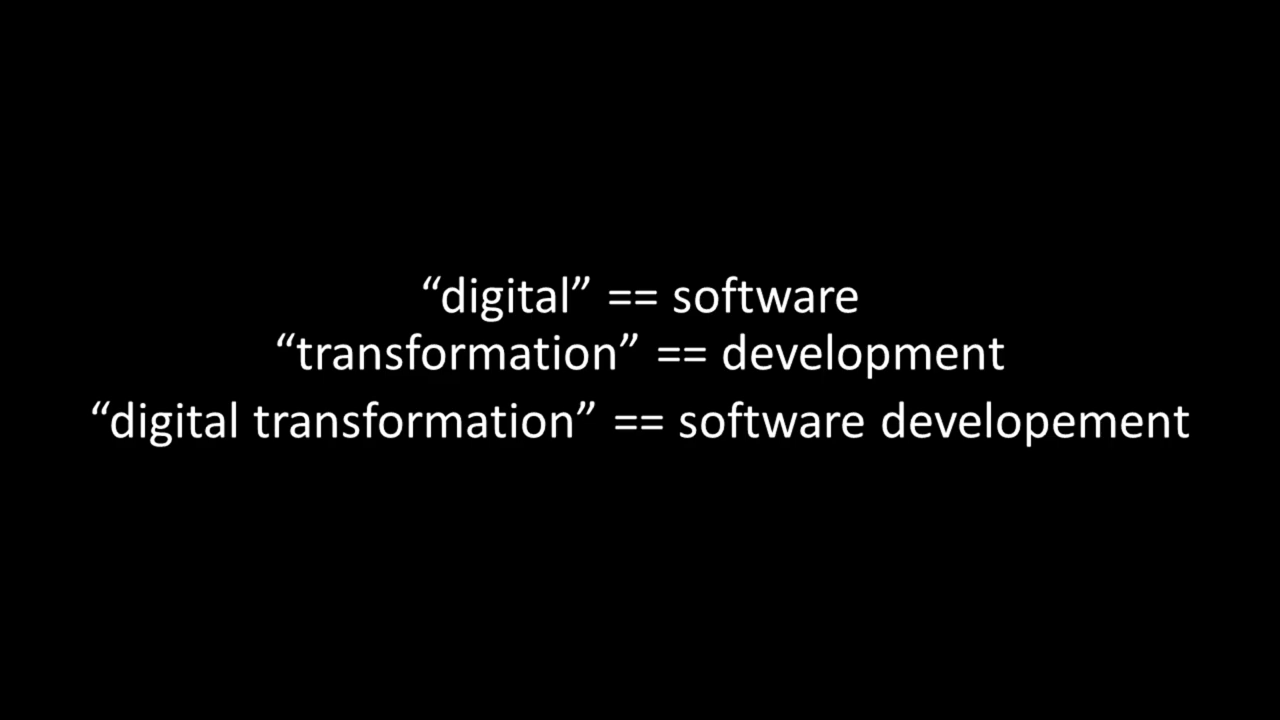 “digital” == software
“transformation” == development
“digital transformation” == software developement